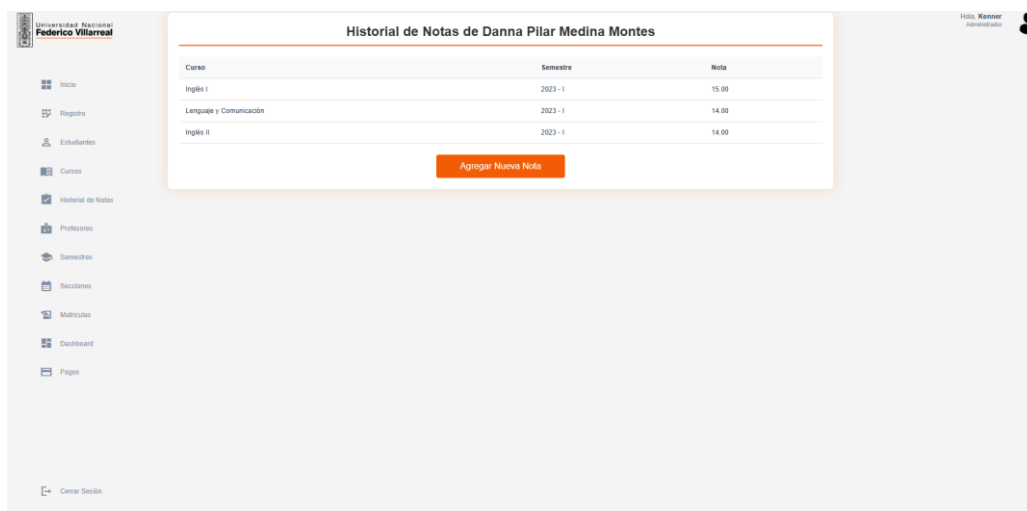 Universidad Nacional
Federico Villarreal
Hola, Kenner
Administrador
Inicio
Registro
Estudiantes
Cursos
Historial de Notas
Profesores
Semestres
Secciones
Matriculas
Dashboard
Pagos
Cerrar Sesión
Historial de Notas de Danna Pilar Medina Montes
Curso Semestre Nota
Inglés I 2023 - I 15.00
Lenguaje y Comunicación 2023 - I 14.00
Inglés II 2023 - I 14.00
Agregar Nueva Nota